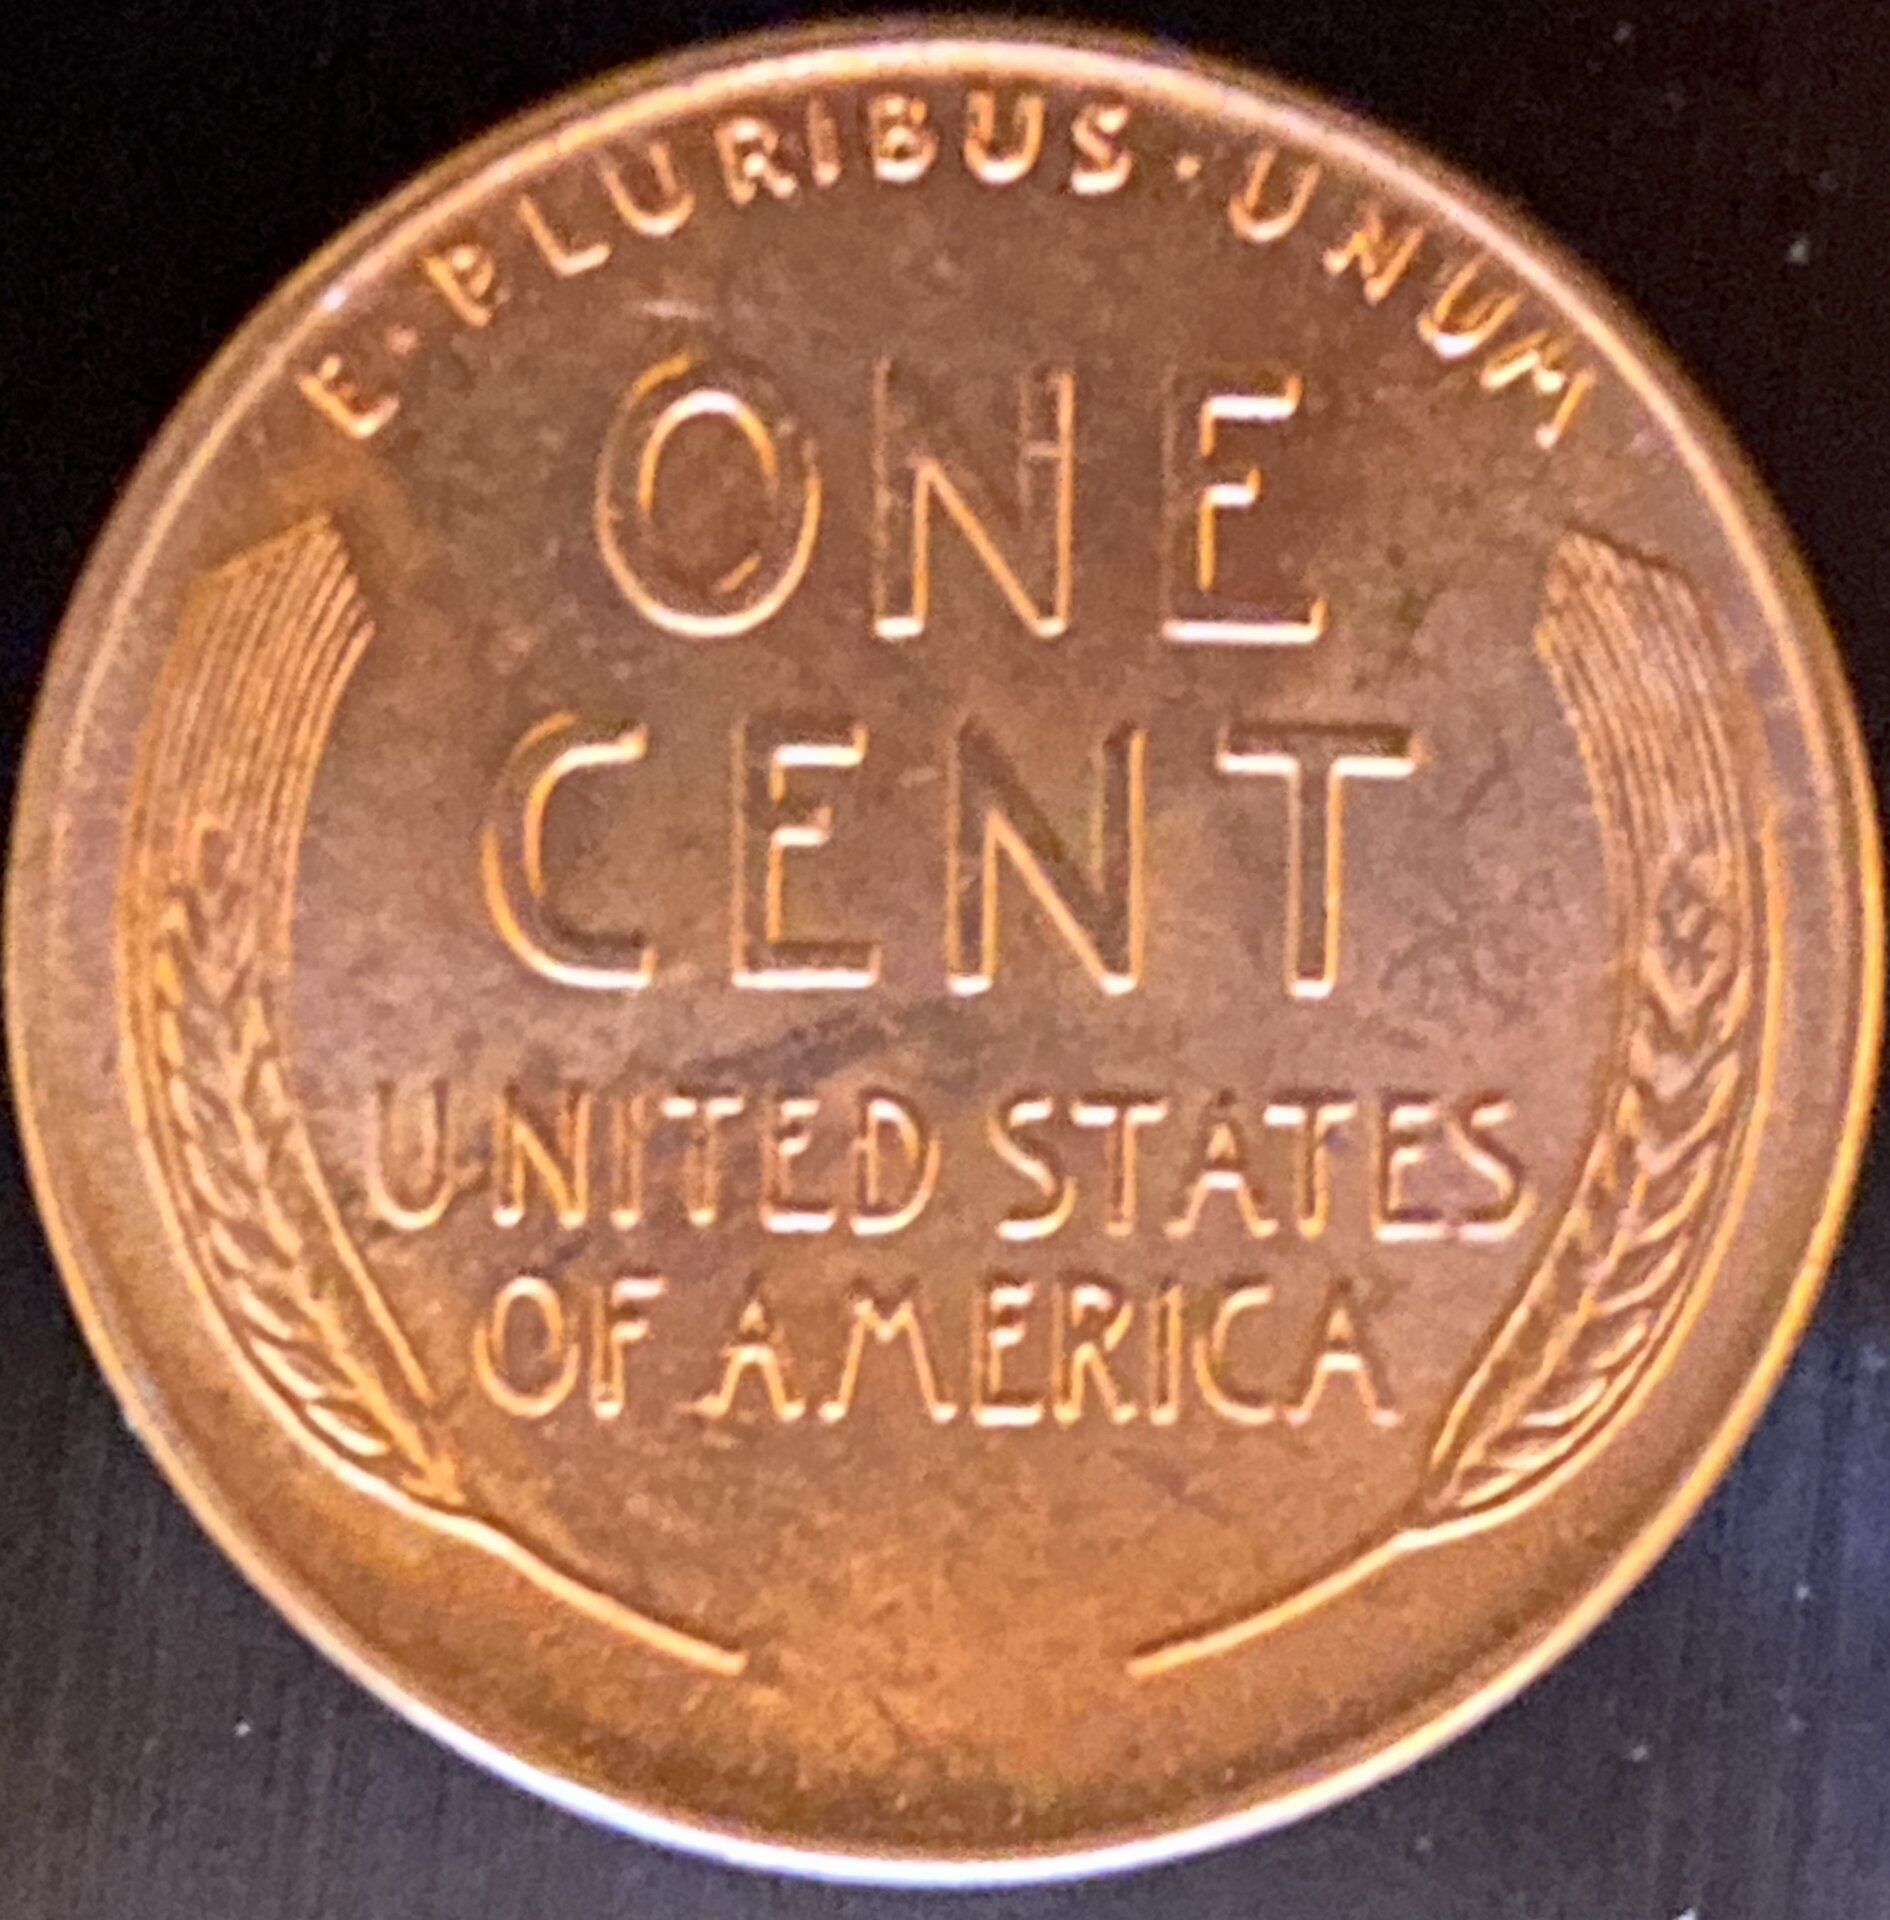 E·PLURIBUS·UNUM
ONE
CENT
UNITED STATES
OF AMERICA